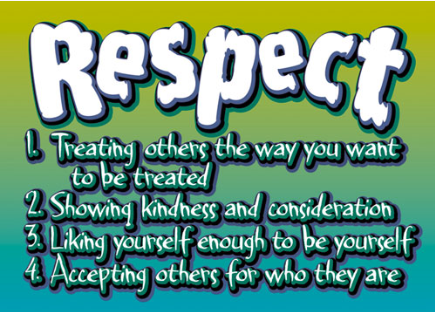 Respect
1. Treating others the way you want
to be treated
2. Showing kindness and consideration
3. Liking yourself enough to be yourself
4. Accepting others for who they are